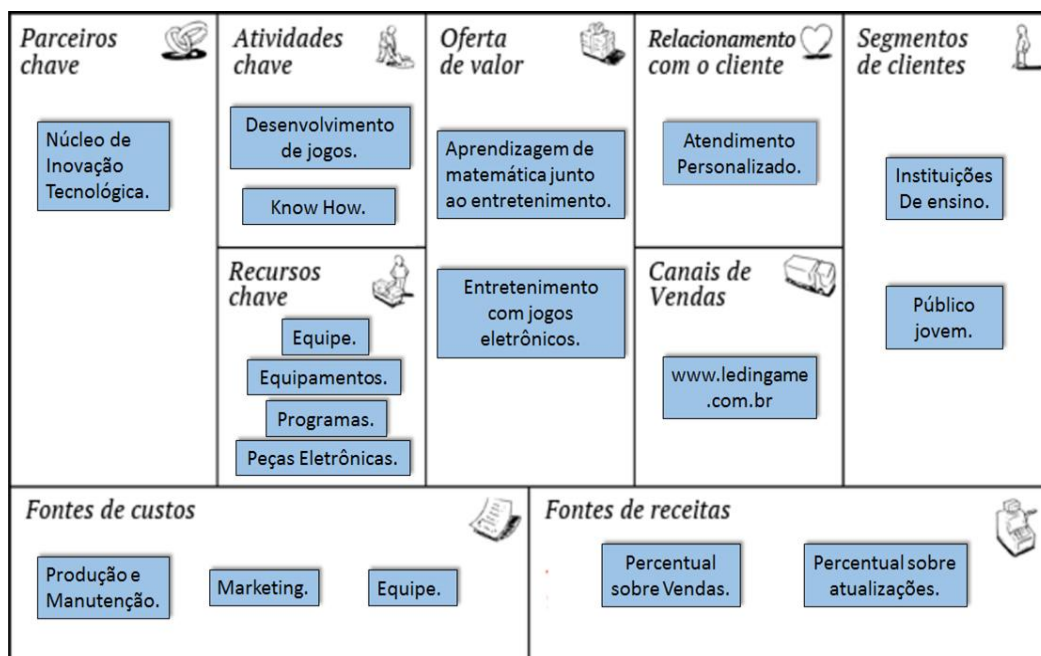 Parceiros
chave
Núcleo de
Inovação
Tecnológica.
Atividades
chave
Desenvolvimento
de jogos.
Know How.
Recursos
chave
Equipe.
Equipamentos.
Programas.
Peças Eletrônicas.
Oferta
de valor
Aprendizagem de
matemática junto
ao entretenimento.
Entretenimento
com jogos
eletrônicos.
Relacionamento
com o cliente
Atendimento
Personalizado.
Canais de
Vendas
www.ledingame
.com.br
Segmentos
de clientes
Instituições
De ensino.
Público
jovem.
Fontes de custos
Produção e
Manutenção.
Marketing.
Equipe.
Fontes de receitas
Percentual
sobre Vendas.
Percentual sobre
atualizações.